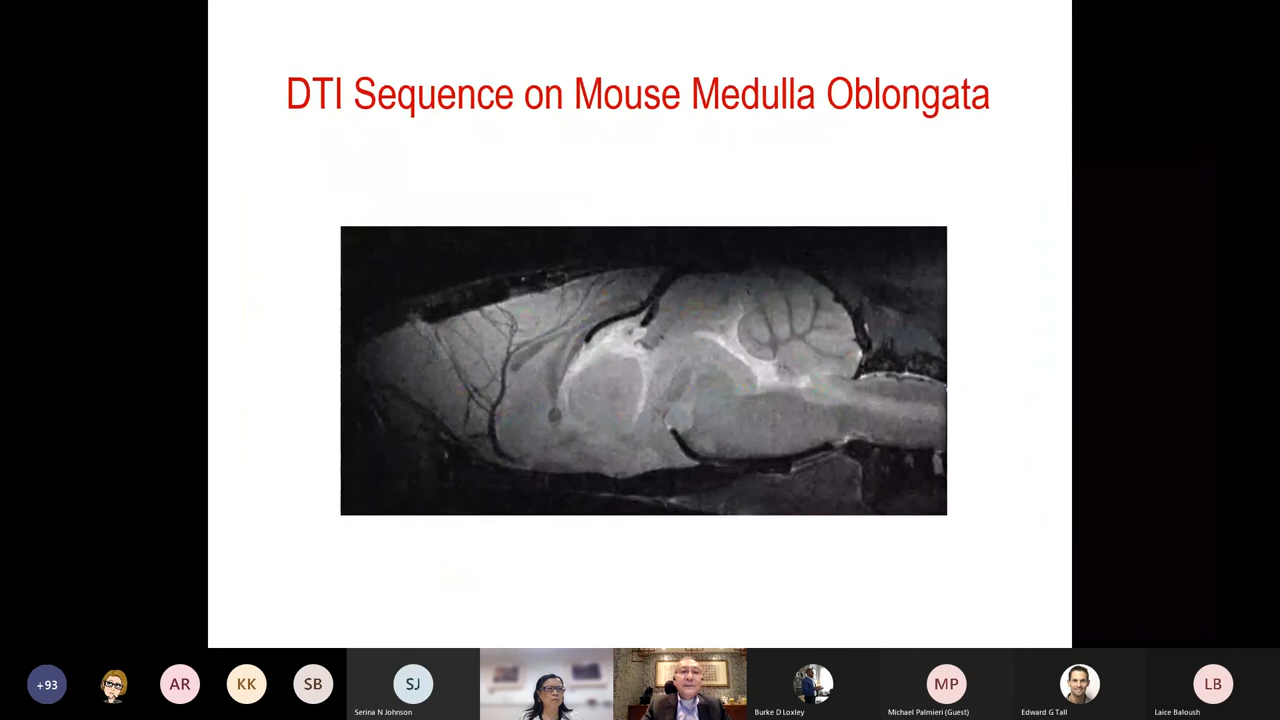 DTI Sequence on Mouse Medulla Oblongata
+93
AR
KK
SB
SJ
Serina N Johnson
Burke D Loxley
MP
Michael Palmieri (Guest)
Edward G Tall
LB
Laice Baloush